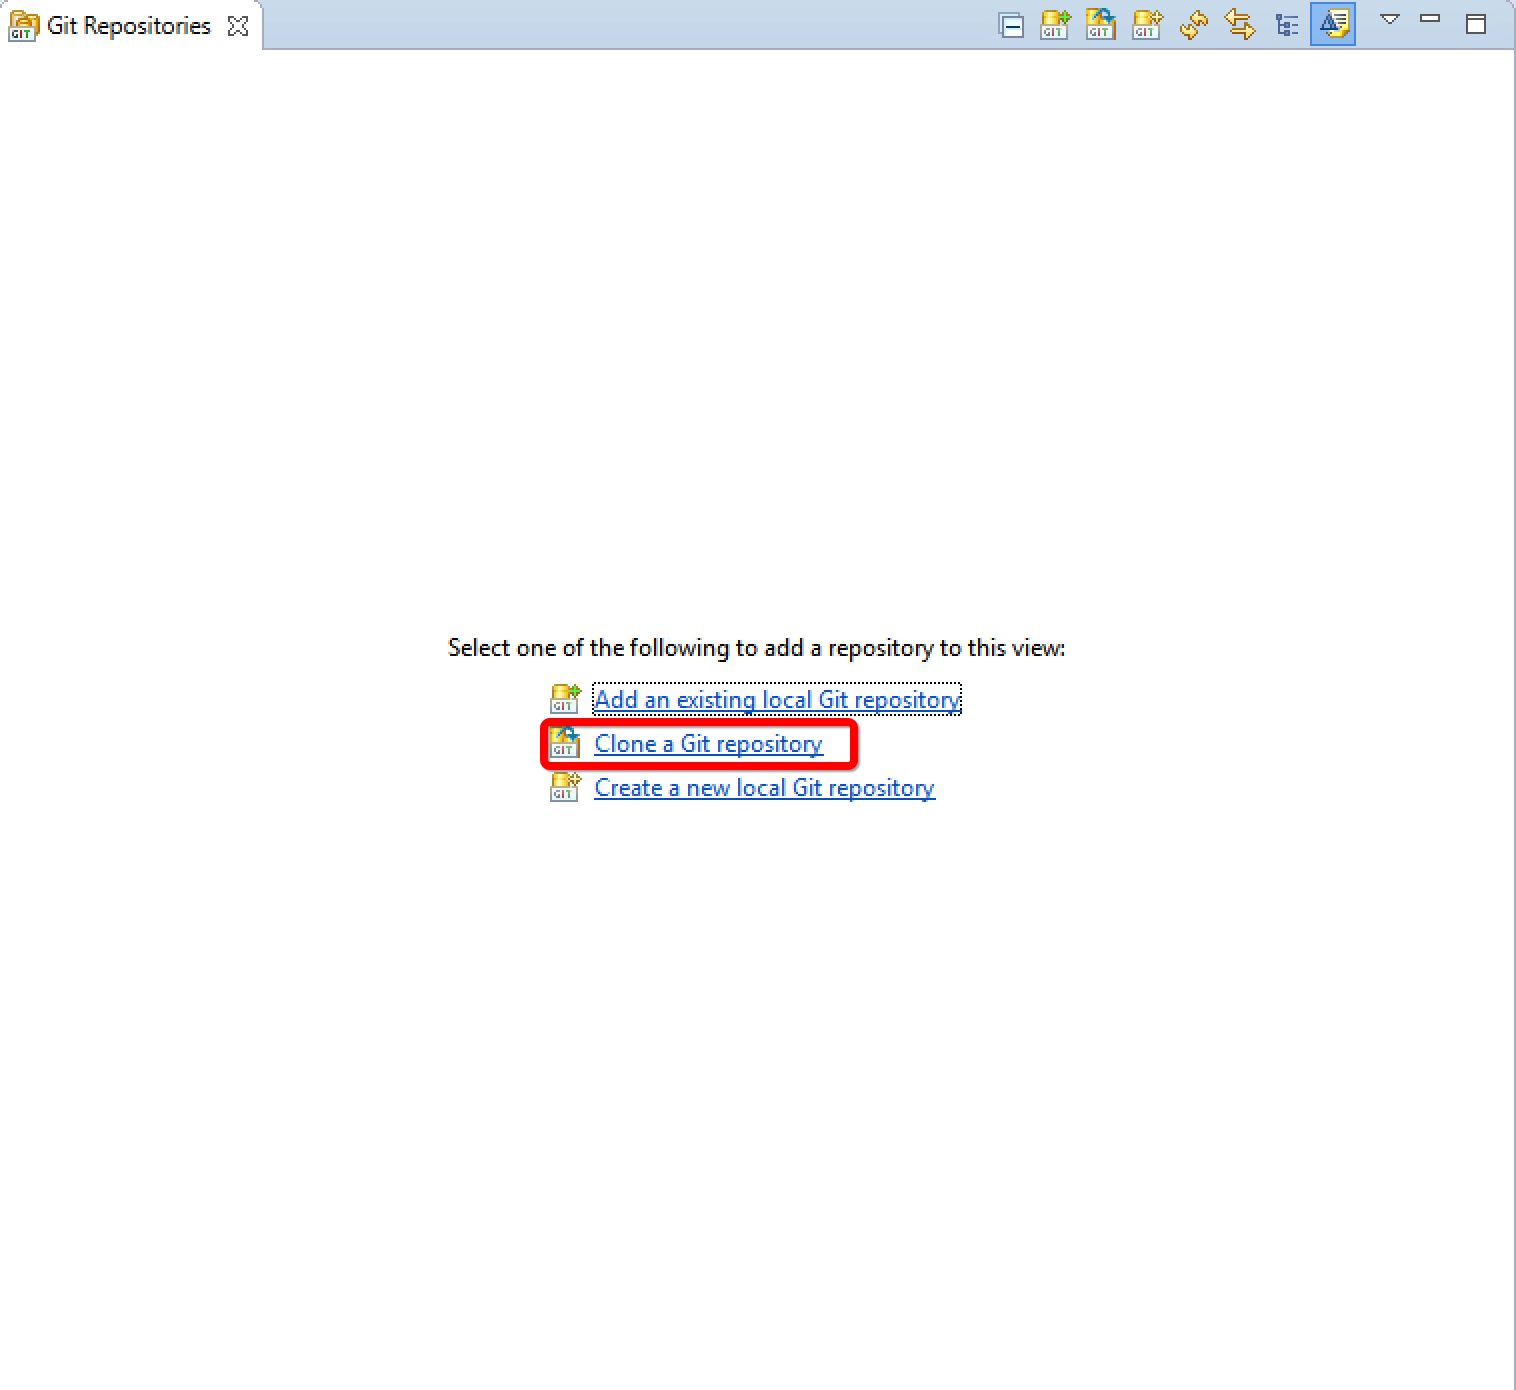 Git Repositories
Select one of the following to add a repository to this view:
Add an existing local Git repository
Clone a Git repository
Create a new local Git repository